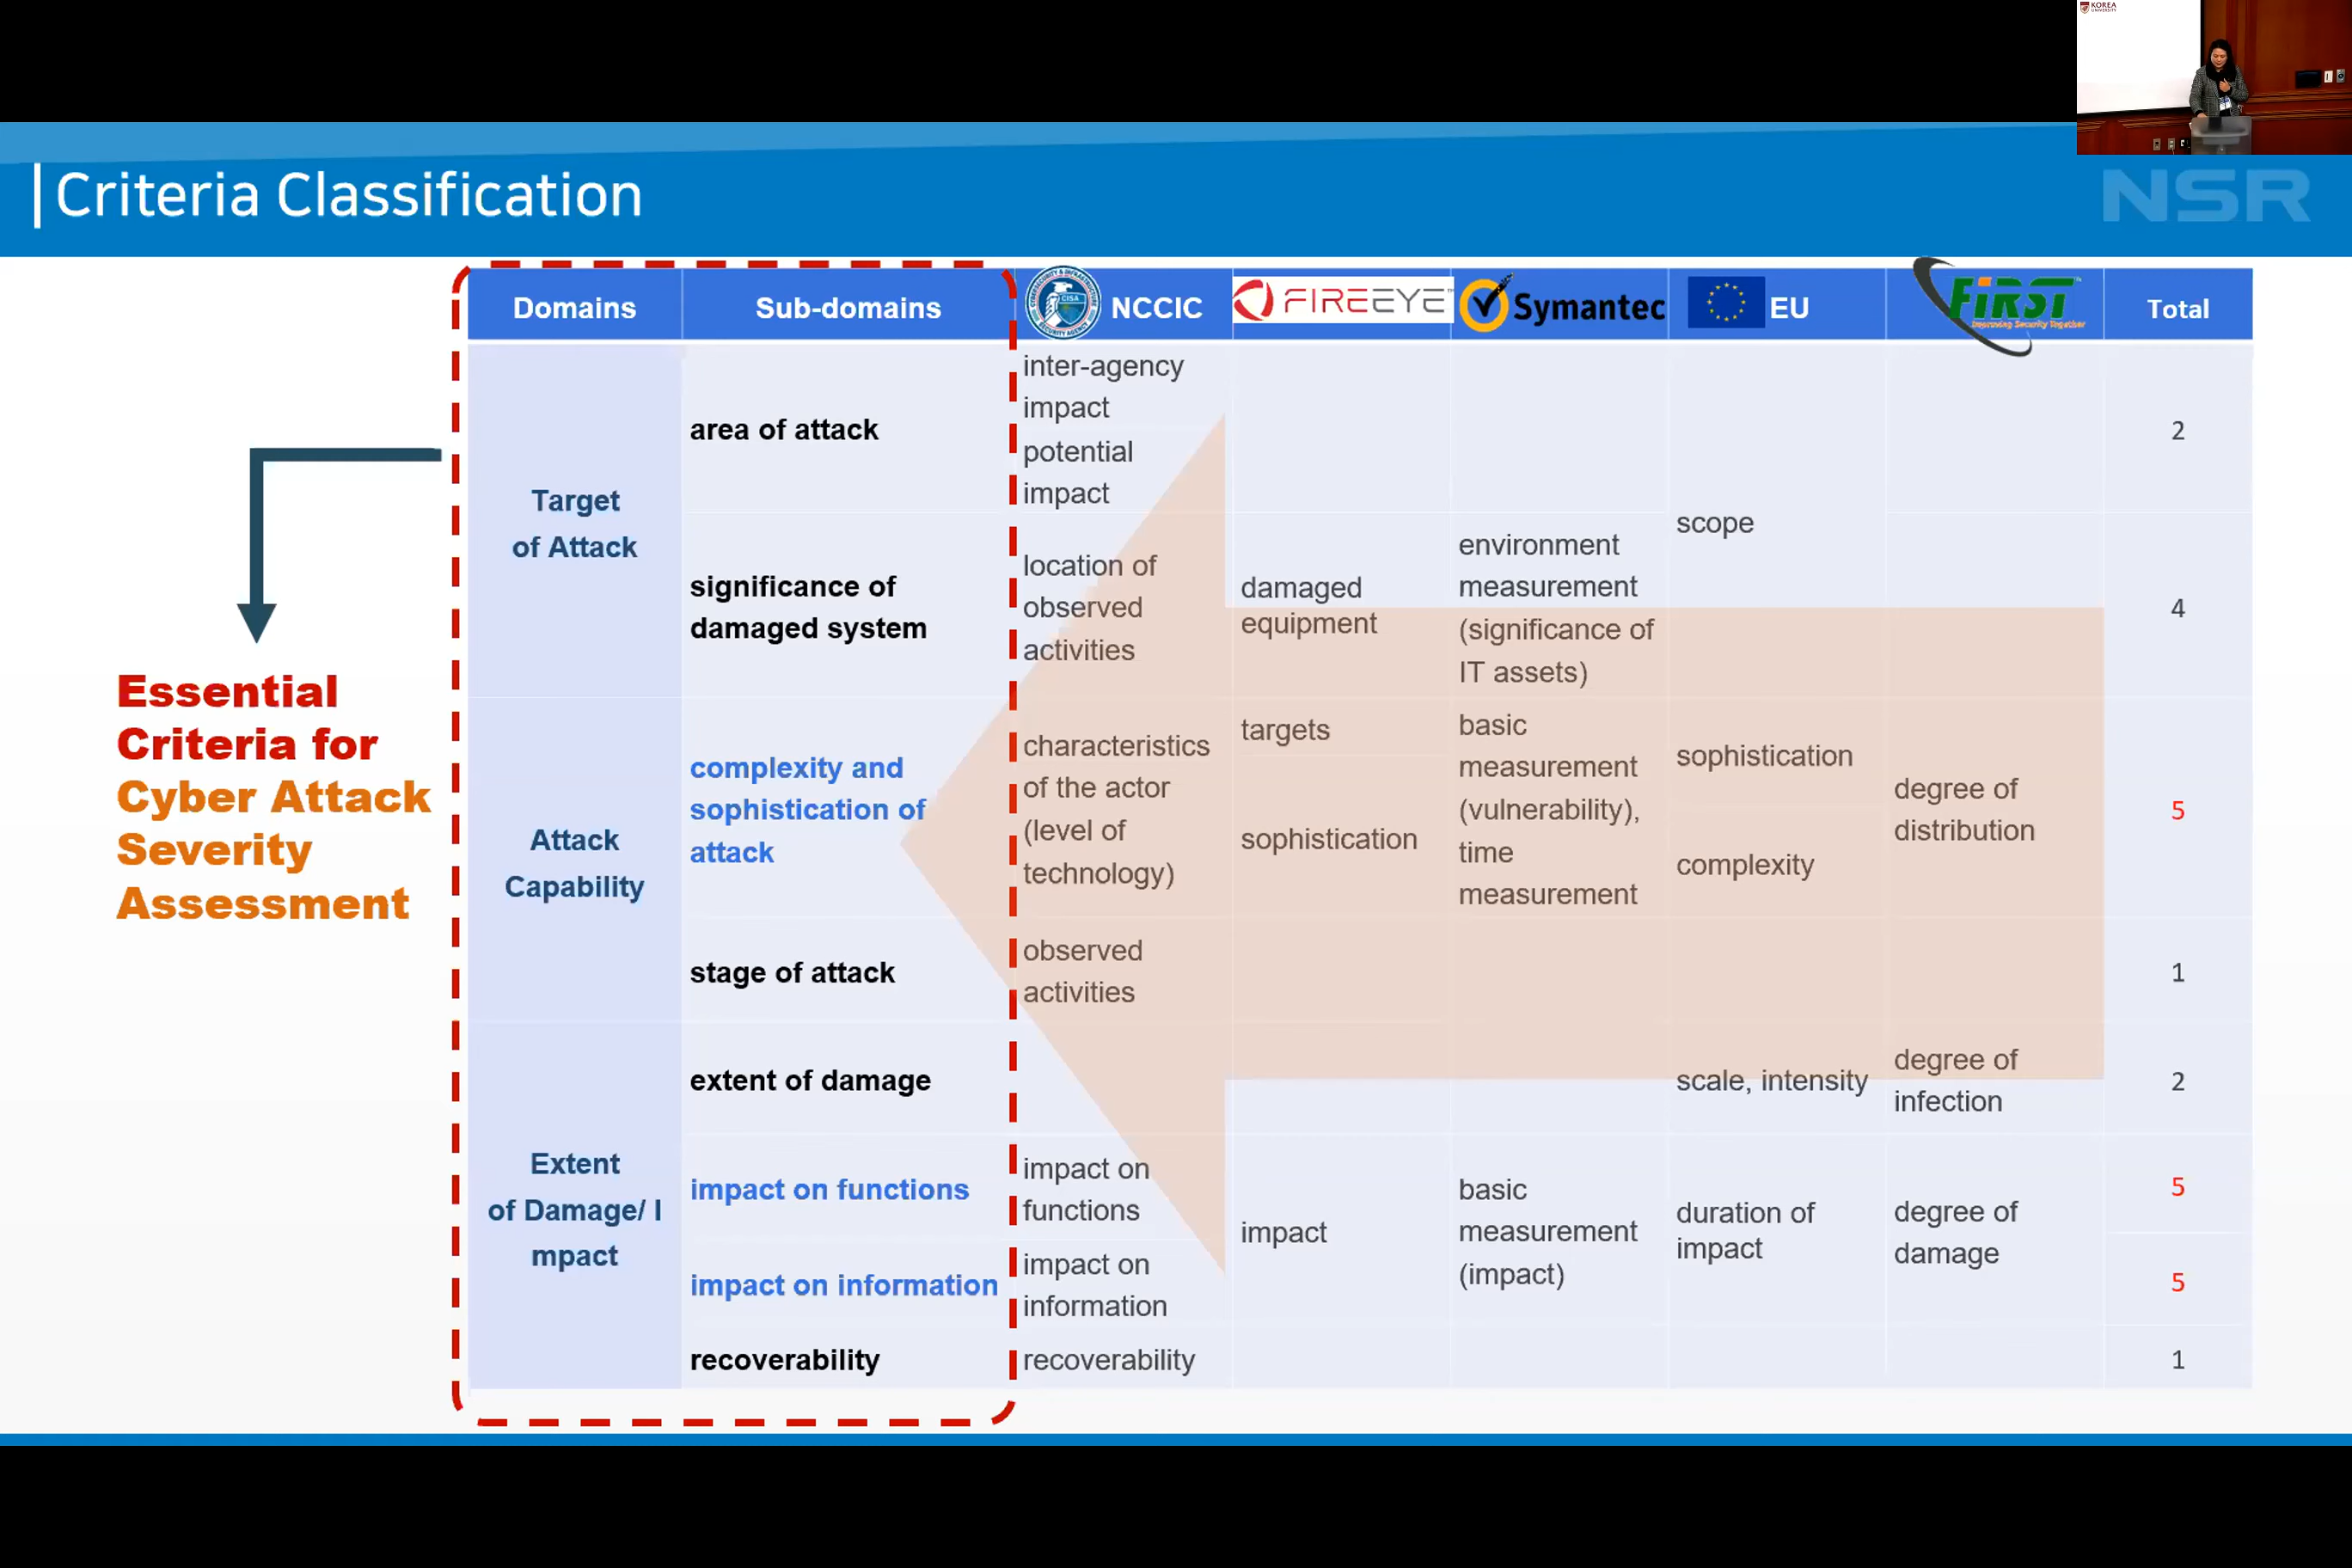 KOREA
UNIVERSITY
Criteria Classification
NSR
Domains
Sub-domains
NCCIC
FIREEYE
Symantec
EU
FiRST
Improving Security Together
Total
Target
of Attack
area of attack
inter-agency
impact
potential
impact
scope
2
significance of
damaged system
location of
observed
activities
damaged
equipment
environment
measurement
(significance of
IT assets)
4
Attack
Capability
complexity and
sophistication of
attack
characteristics
of the actor
(level of
technology)
targets
sophistication
basic
measurement
(vulnerability),
time
measurement
sophistication
complexity
degree of
distribution
5
stage of attack
observed
activities
1
Extent
of Damage/ I
mpact
extent of damage
scale, intensity
degree of
infection
2
impact on functions
impact on
functions
impact
basic
measurement
(impact)
duration of
impact
degree of
damage
5
impact on information
impact on
information
5
recoverability
recoverability
1
Essential
Criteria for
Cyber Attack
Severity
Assessment